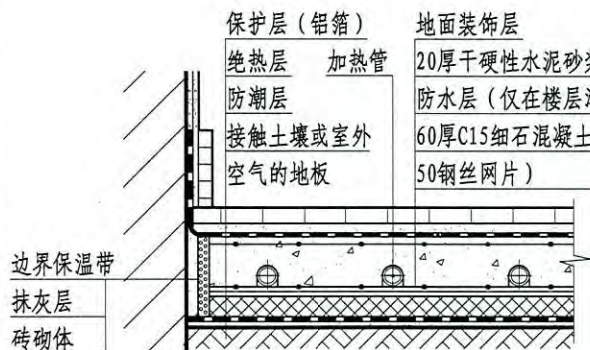 保护层（铝箔）
绝热层
加热管
防潮层
接触土壤或室外
空气的地板
地面装饰层
20厚干硬性水泥砂
防水层（仅在楼层
60厚C15细石混凝土
50钢丝网片）
边界保温带
抹灰层
砖砌体